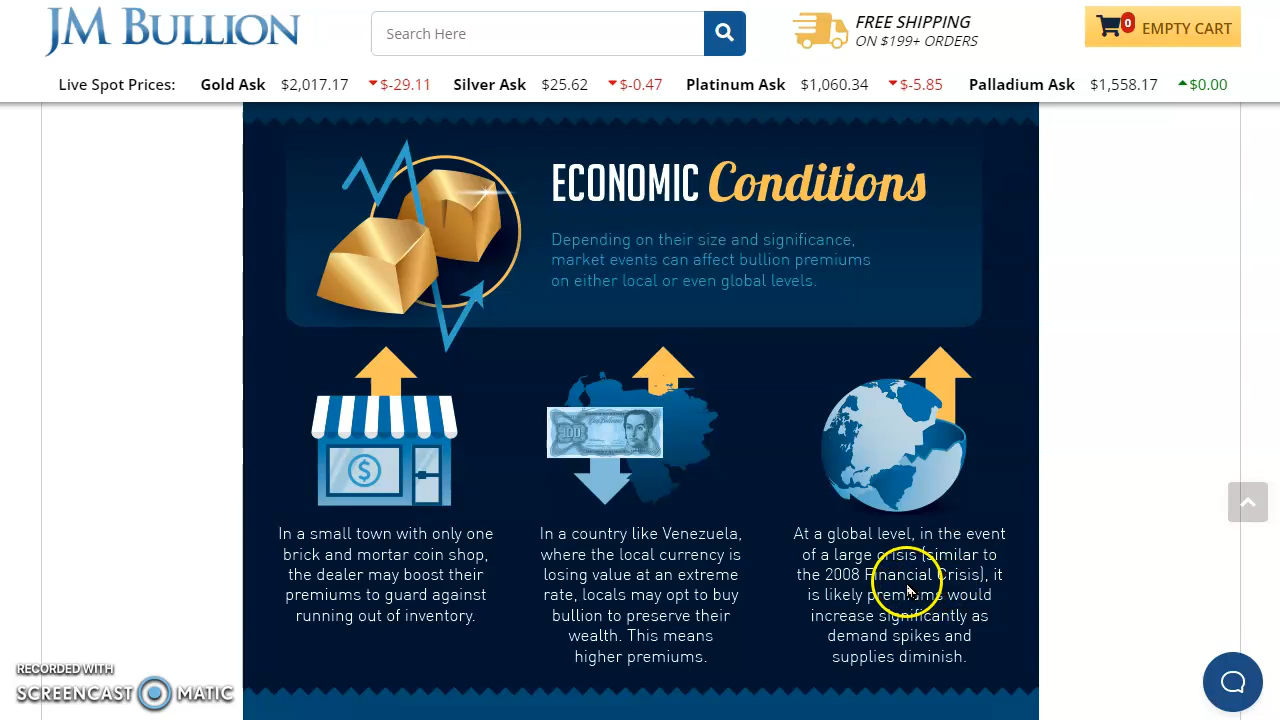 JM BULLION
Search Here
FREE SHIPPING
ON $199+ ORDERS
0
EMPTY CART
Live Spot Prices: Gold Ask $2,017.17 $-29.11 Silver Ask $25.62 $-0.47 Platinum Ask $1,060.34 $-5.85 Palladium Ask $1,558.17 $0.00
ECONOMIC Conditions
Depending on their size and significance,
market events can affect bullion premiums
on either local or even global levels.
$
100
In a small town with only one
brick and mortar coin shop,
the dealer may boost their
premiums to guard against
running out of inventory.
In a country like Venezuela,
where the local currency is
losing value at an extreme
rate, locals may opt to buy
bullion to preserve their
wealth. This means
higher premiums.
At a global level, in the event
of a large crisis (similar to
the 2008 Financial Crisis), it
is likely premiums would
increase significantly as
demand spikes and
supplies diminish.
RECORDED WITH
SCREENCAST MATIC